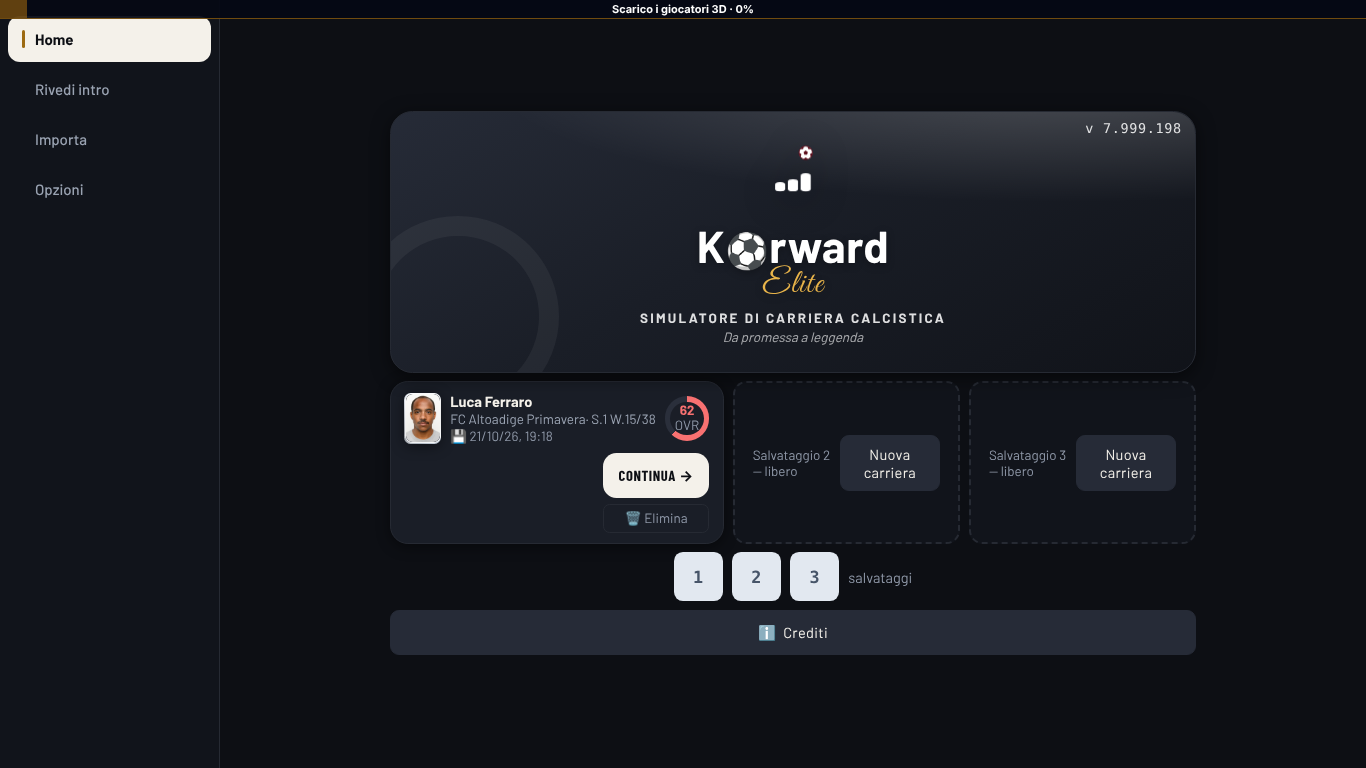 Scarico i giocatori 3D · 0%
Home
Rivedi intro
Importa
Opzioni
v 7.999.198
K⚽rward
Elite
SIMULATORE DI CARRIERA CALCISTICA
Da promessa a leggenda
Luca Ferraro
FC Altoadige Primavera· S.1 W.15/38
💾 21/10/26, 19:18
62
OVR
CONTINUA →
🗑️ Elimina
Salvataggio 2
— libero
Nuova
carriera
Salvataggio 3
— libero
Nuova
carriera
1 2 3 salvataggi
ℹ️ Crediti